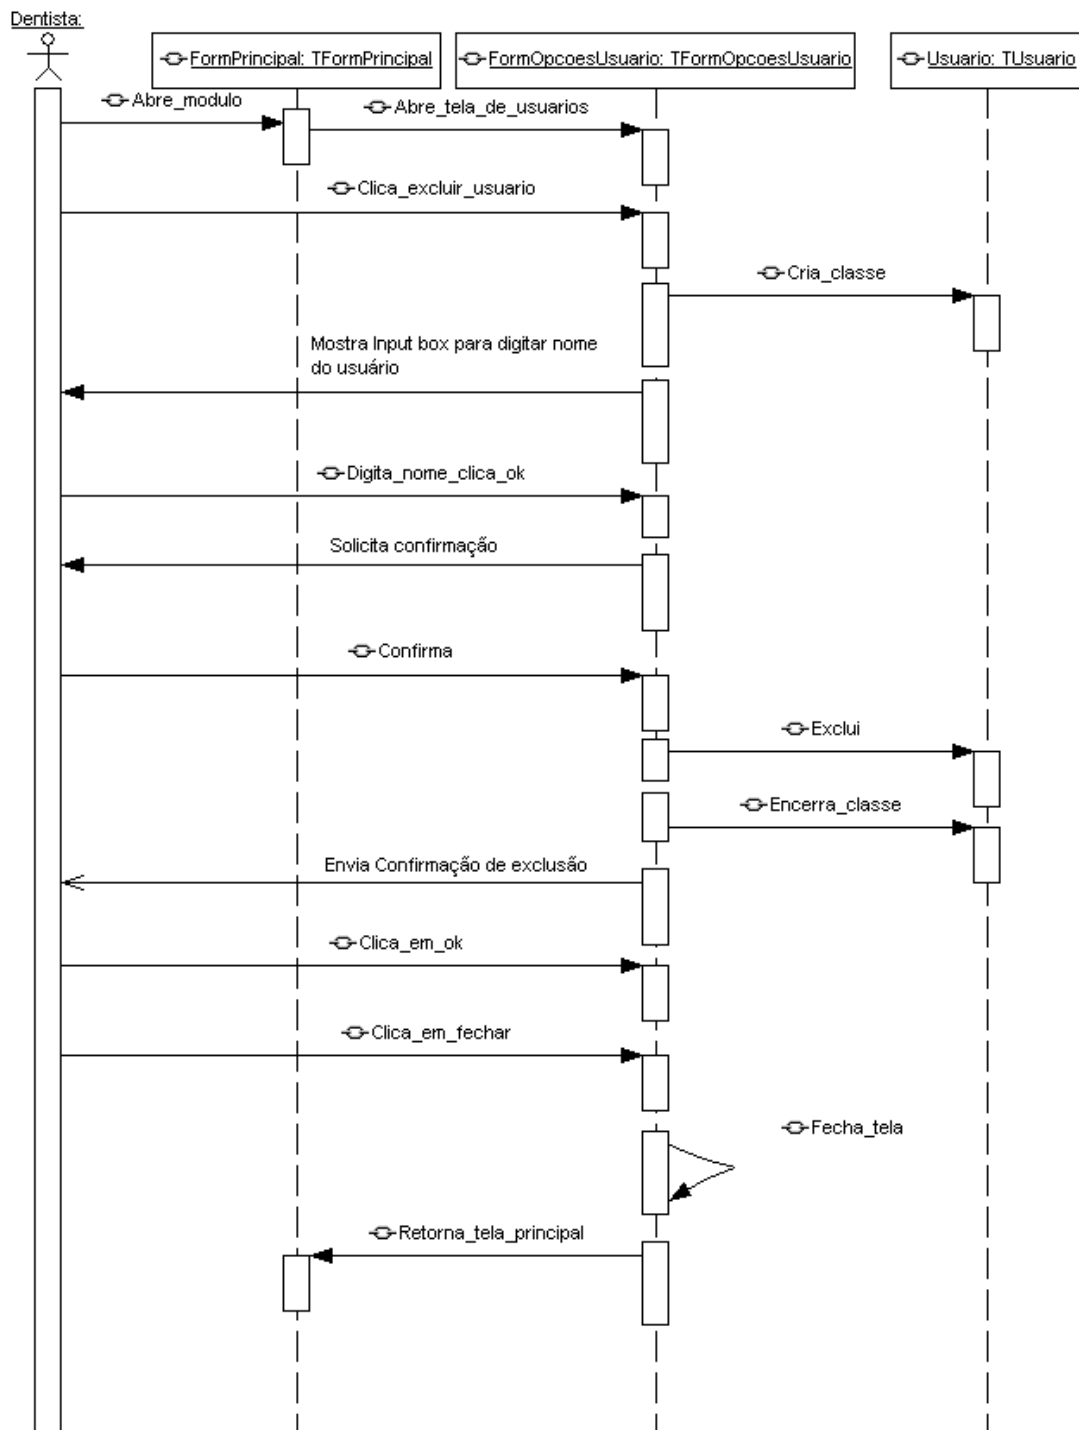 Dentista:
FormPrincipal: TFormPrincipal
FormOpcoesUsuario: TFormOpcoesUsuario
Usuario: TUsuario
Abre_modulo
Abre_tela_de_usuarios
Clica_excluir_usuario
Cria_classe
Mostra Input box para digitar nome
do usuário
Digita_nome_clica_ok
Solicita confirmação
Confirma
Exclui
Encerra_classe
Envia Confirmação de exclusão
Clica_em_ok
Clica_em_fechar
Fecha_tela
Retorna_tela_principal